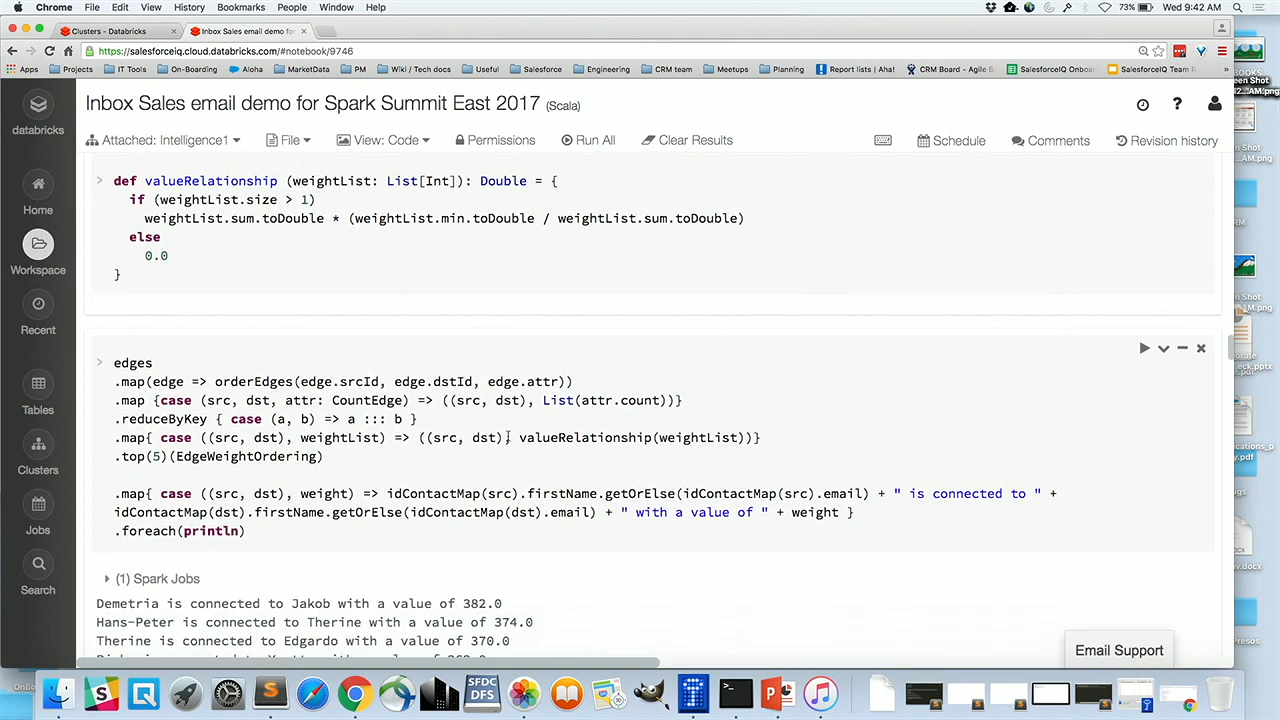 Chrome File Edit View History Bookmarks People Window Help 73% Wed 9:42 AM
Clusters - Databricks Inbox Sales email demo for
https://salesforceiq.cloud.databricks.com/#notebook/9746
Apps Projects IT Tools On-Boarding Aloha MarketData PM Wiki / Tech docs Useful Salesforce Engineering CRM team Meetups Planning Report lists | Aha! CRM Board - Agile B SalesforceIQ Onbo SalesforceIQ Team R »
databricks
Home
Workspace
Recent
Tables
Clusters
Jobs
Search
Inbox Sales email demo for Spark Summit East 2017 (Scala)
Attached: Intelligence1 File View: Code Permissions Run All Clear Results Schedule Comments Revision history
> def valueRelationship (weightList: List[Int]): Double = {
if (weightList.size > 1)
weightList.sum.toDouble * (weightList.min.toDouble / weightList.sum.toDouble)
else
0.0
}
> edges
.map(edge => orderEdges(edge.srcId, edge.dstId, edge.attr))
.map {case (src, dst, attr: CountEdge) => ((src, dst), List(attr.count))}
.reduceByKey { case (a, b) => a ::: b }
.map{ case ((src, dst), weightList) => ((src, dst), valueRelationship(weightList))}
.top(5)(EdgeWeightOrdering)
.map{ case ((src, dst), weight) => idContactMap(src).firstName.getOrElse(idContactMap(src).email) + " is connected to " +
idContactMap(dst).firstName.getOrElse(idContactMap(dst).email) + " with a value of " + weight }
.foreach(println)
(1) Spark Jobs
Demetria is connected to Jakob with a value of 382.0
Hans-Peter is connected to Therine with a value of 374.0
Therine is connected to Edgardo with a value of 370.0
Email Support
SFDC
DFS